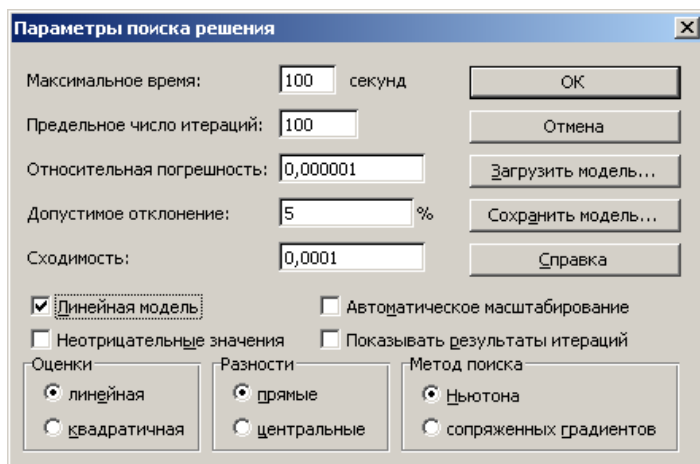 Параметры поиска решения
Максимальное время: 100 секунд ОК
Предельное число итераций: 100 Отмена
Относительная погрешность: 0,000001 Загрузить модель...
Допустимое отклонение: 5 % Сохранить модель...
Сходимость: 0,0001 Справка
Линейная модель Автоматическое масштабирование
Неотрицательные значения Показывать результаты итераций
Оценки Разности Метод поиска
линейная прямые Ньютона
квадратичная центральные сопряженных градиентов